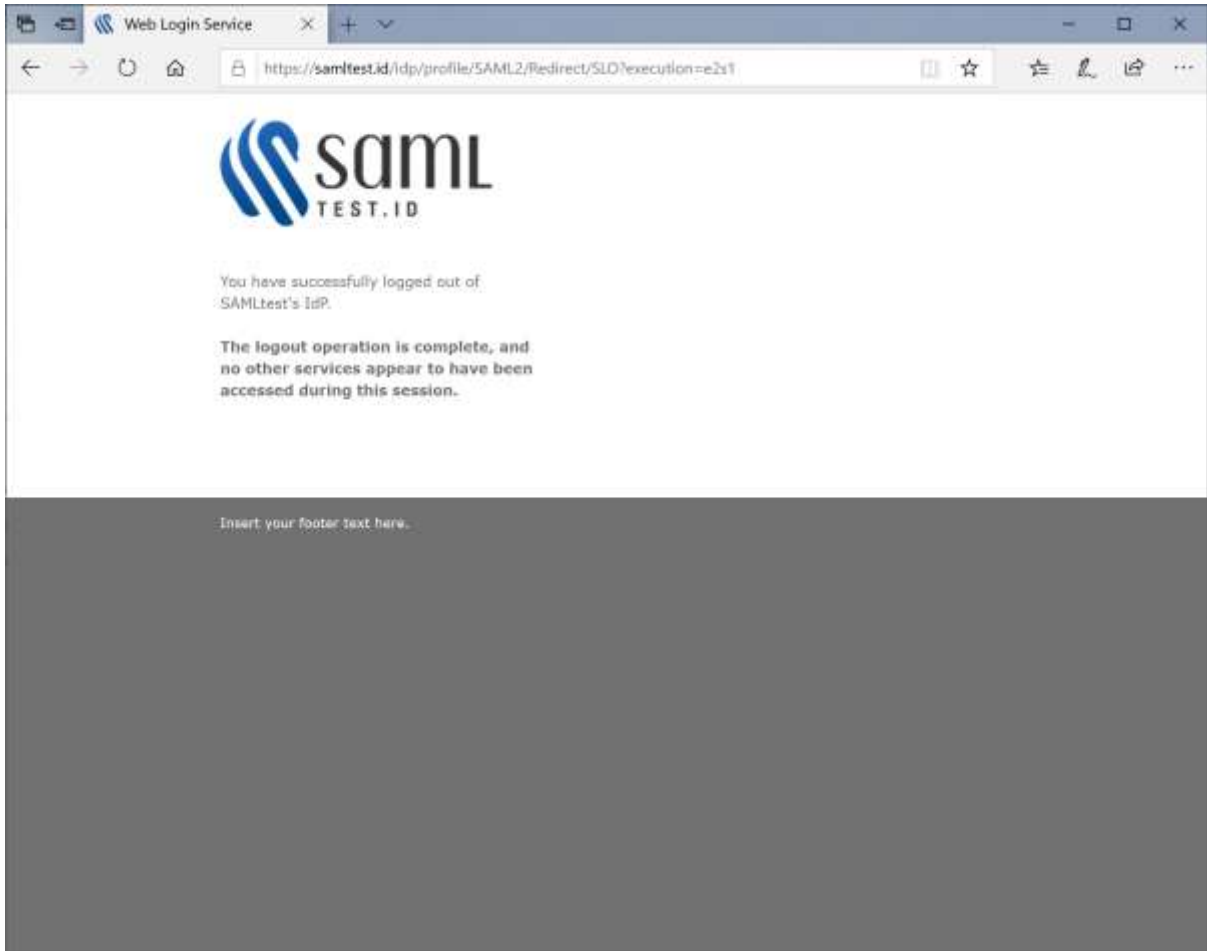 Web Login Service
https://samltest.id/idp/profile/SAML2/Redirect/SLO?execution=e2s1
samL
TEST.ID
You have successfully logged out of
SAMLtest's IdP.
The logout operation is complete, and
no other services appear to have been
accessed during this session.
Insert your footer text here.